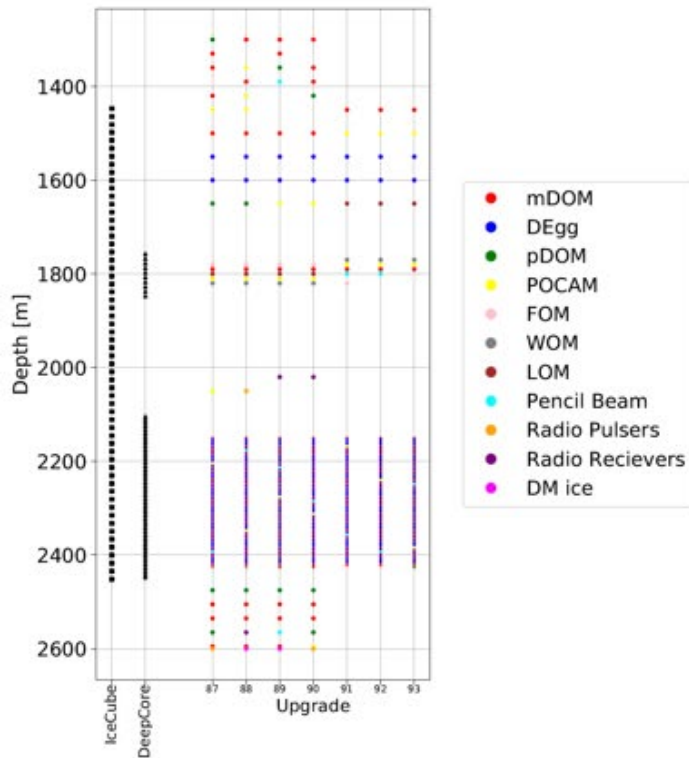 1400
1600
1800
2000
2200
2400
2600
Depth [m]
IceCube
DeepCore
87 88 89 90 91 92 93
Upgrade
mDOM
DEgg
pDOM
POCAM
FOM
WOM
LOM
Pencil Beam
Radio Pulsers
Radio Recievers
DM ice